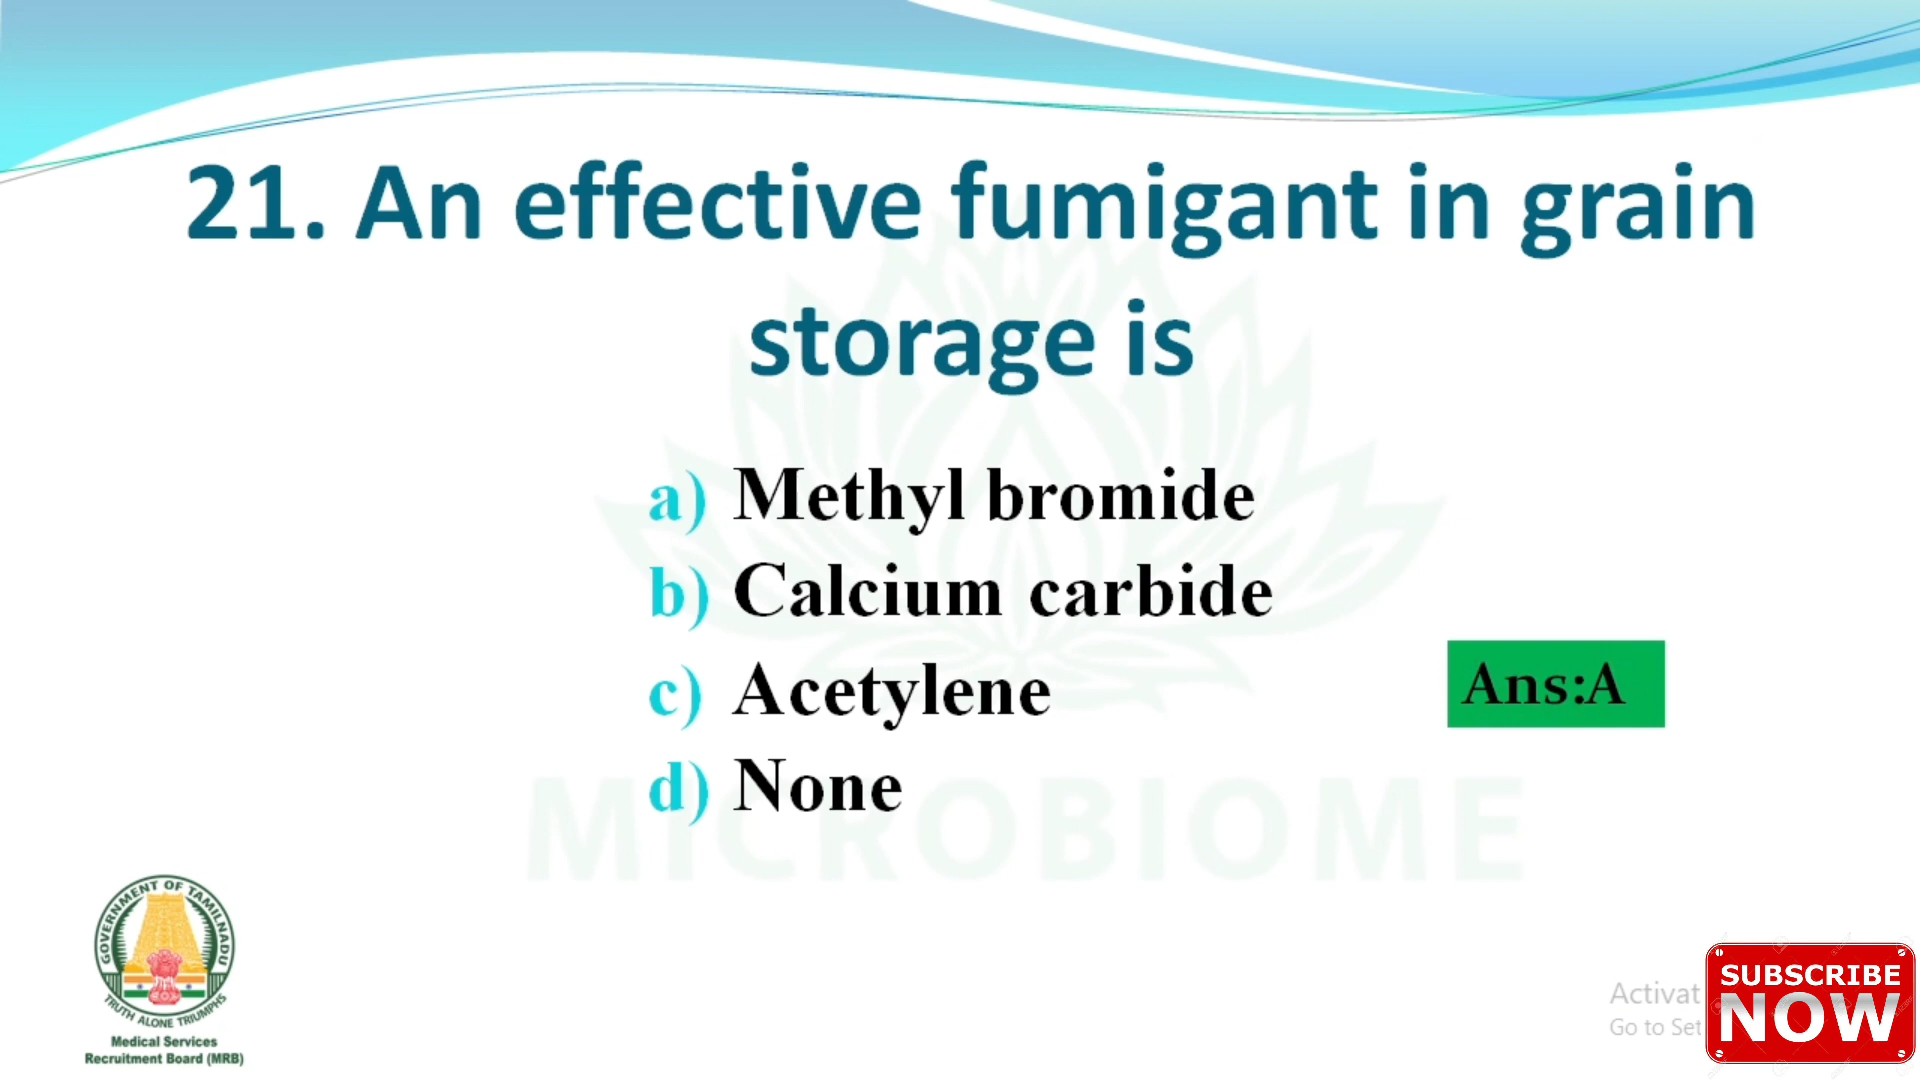 21. An effective fumigant in grain
storage is
a) Methyl bromide
b) Calcium carbide
c) Acetylene
Ans:A
d) None
MICROBIOME
GOVERNMENT OF TAMILNADU
TRUTH ALONE TRIUMPHS
Medical Services
Recruitment Board (MRB)
Activat
Go to Set
SUBSCRIBE
NOW